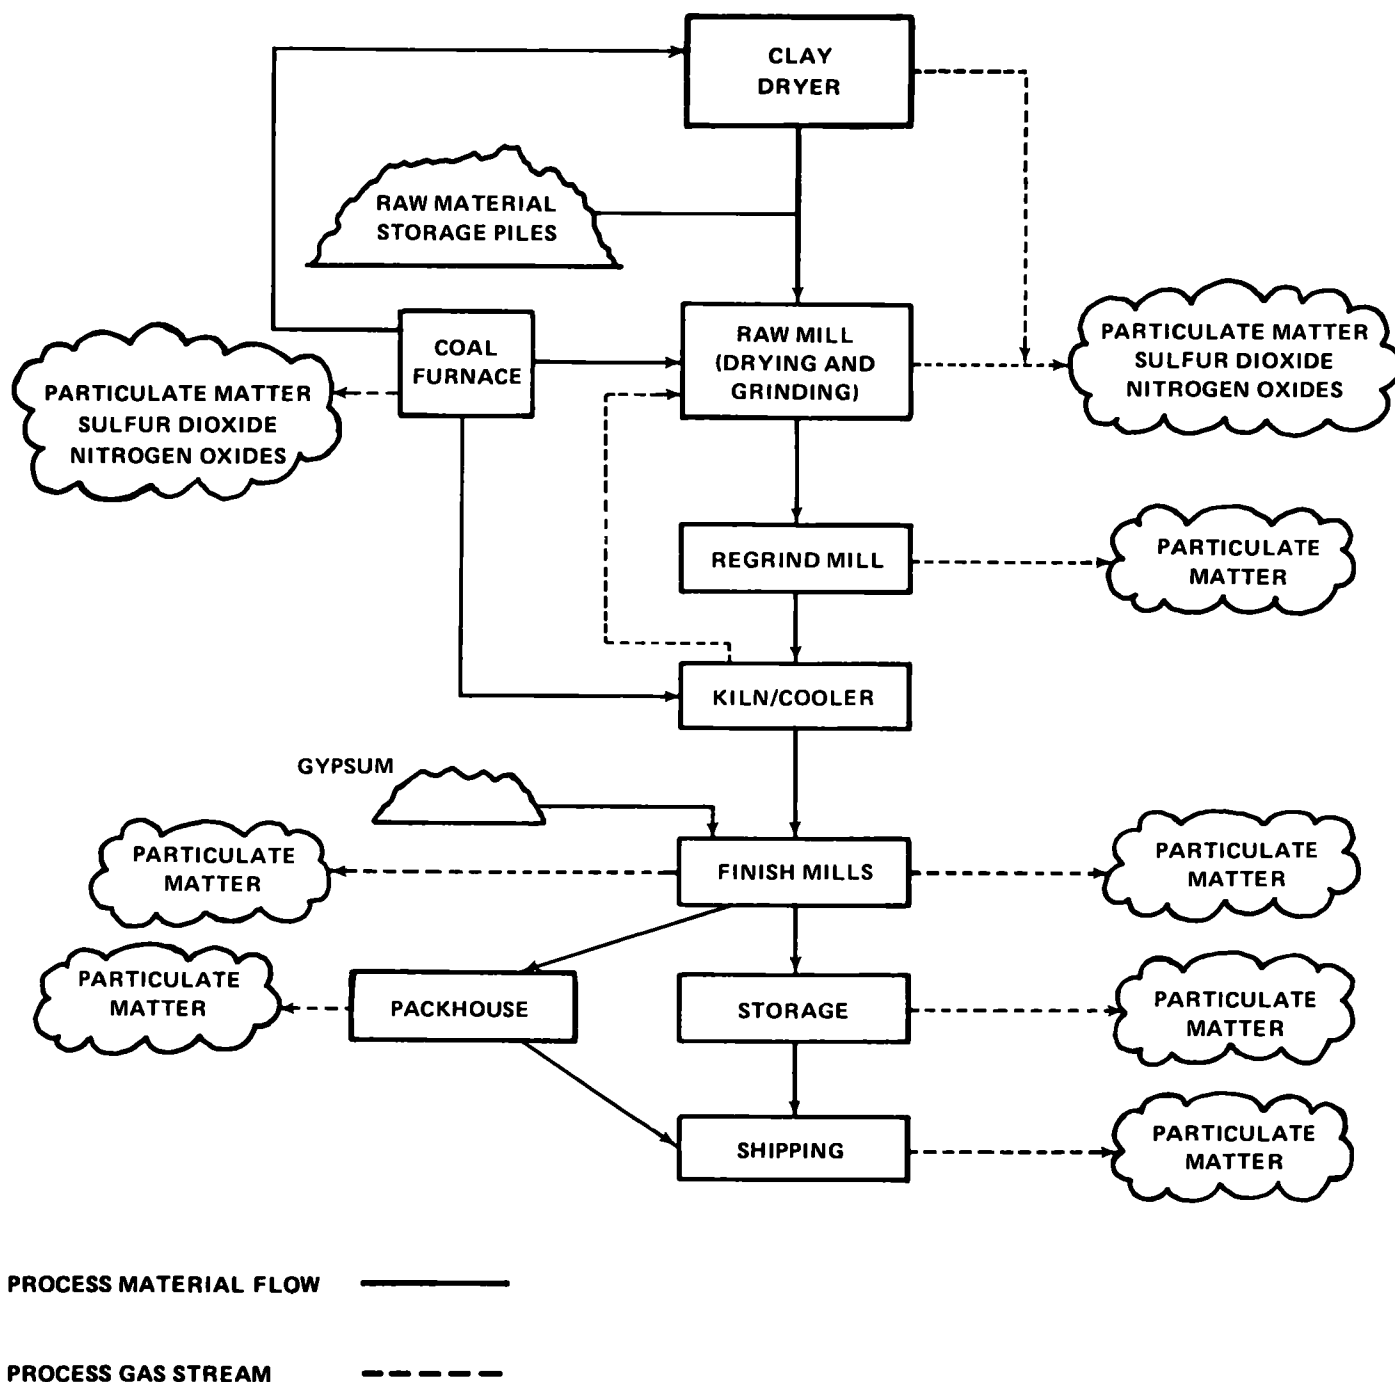 CLAY
DRYER
RAW MATERIAL
STORAGE PILES
COAL
FURNACE
RAW MILL
(DRYING AND
GRINDING)
PARTICULATE MATTER
SULFUR DIOXIDE
NITROGEN OXIDES
PARTICULATE MATTER
SULFUR DIOXIDE
NITROGEN OXIDES
REGRIND MILL
PARTICULATE
MATTER
KILN/COOLER
GYPSUM
PARTICULATE
MATTER
FINISH MILLS
PARTICULATE
MATTER
PARTICULATE
MATTER
PACKHOUSE
STORAGE
PARTICULATE
MATTER
SHIPPING
PARTICULATE
MATTER
PROCESS MATERIAL FLOW
PROCESS GAS STREAM